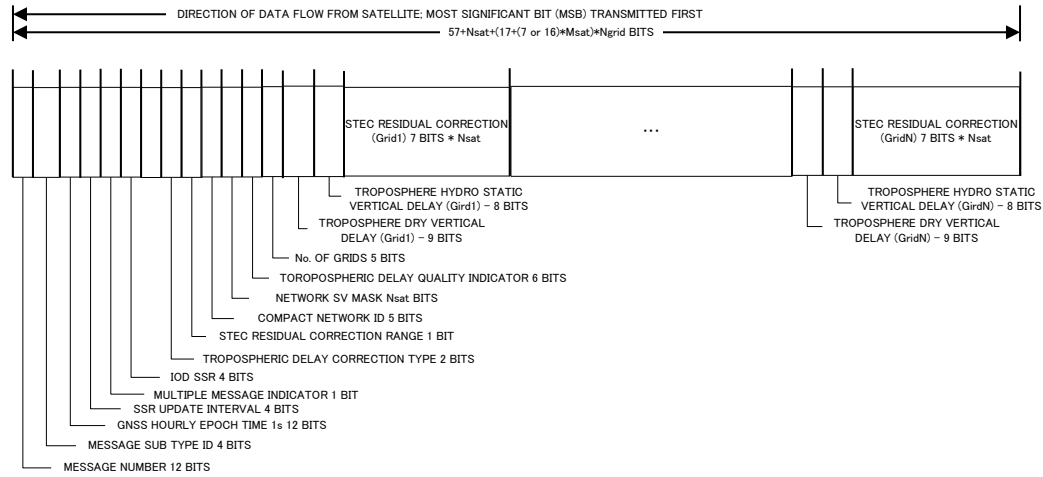 DIRECTION OF DATA FLOW FROM SATELLITE; MOST SIGNIFICANT BIT (MSB) TRANSMITTED FIRST
57+Nsat+(17+(7 or 16)*Msat)*Ngrid BITS
STEC RESIDUAL CORRECTION
(Grid1) 7 BITS * Nsat
...
STEC RESIDUAL CORRECTION
(GridN) 7 BITS * Nsat
TROPOSPHERE HYDRO STATIC
VERTICAL DELAY (Gird1) - 8 BITS
TROPOSPHERE DRY VERTICAL
DELAY (Grid1) - 9 BITS
TROPOSPHERE HYDRO STATIC
VERTICAL DELAY (GirdN) - 8 BITS
TROPOSPHERE DRY VERTICAL
DELAY (GridN) - 9 BITS
No. OF GRIDS 5 BITS
TOROPOSPHERIC DELAY QUALITY INDICATOR 6 BITS
NETWORK SV MASK Nsat BITS
COMPACT NETWORK ID 5 BITS
STEC RESIDUAL CORRECTION RANGE 1 BIT
TROPOSPHERIC DELAY CORRECTION TYPE 2 BITS
IOD SSR 4 BITS
MULTIPLE MESSAGE INDICATOR 1 BIT
SSR UPDATE INTERVAL 4 BITS
GNSS HOURLY EPOCH TIME 1s 12 BITS
MESSAGE SUB TYPE ID 4 BITS
MESSAGE NUMBER 12 BITS